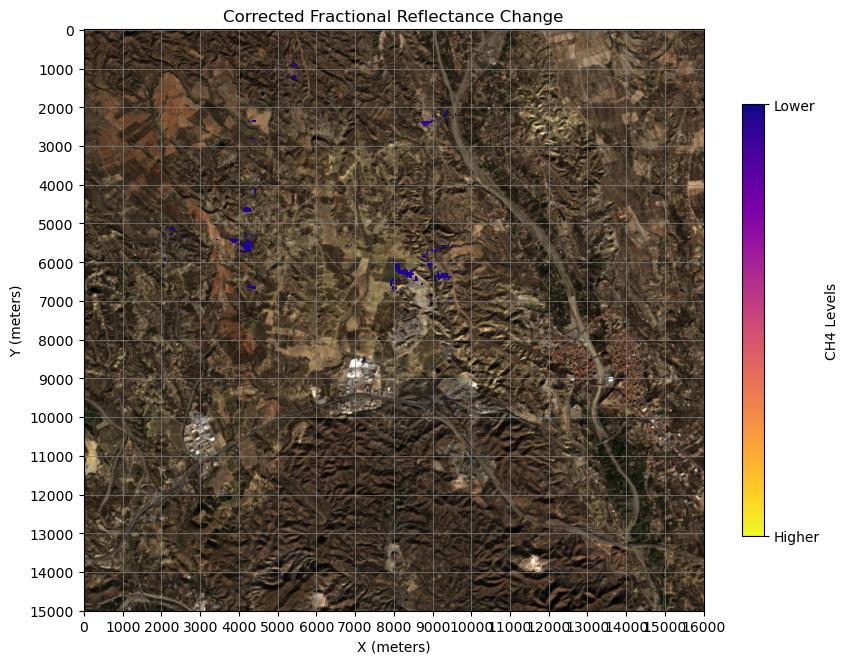 Corrected Fractional Reflectance Change
0
1000
2000
3000
4000
5000
6000
7000
8000
9000
10000
11000
12000
13000
14000
15000
Y (meters)
0 1000 2000 3000 4000 5000 6000 7000 8000 9000 10000 11000 12000 13000 14000 15000 16000
X (meters)
Lower
Higher
CH4 Levels